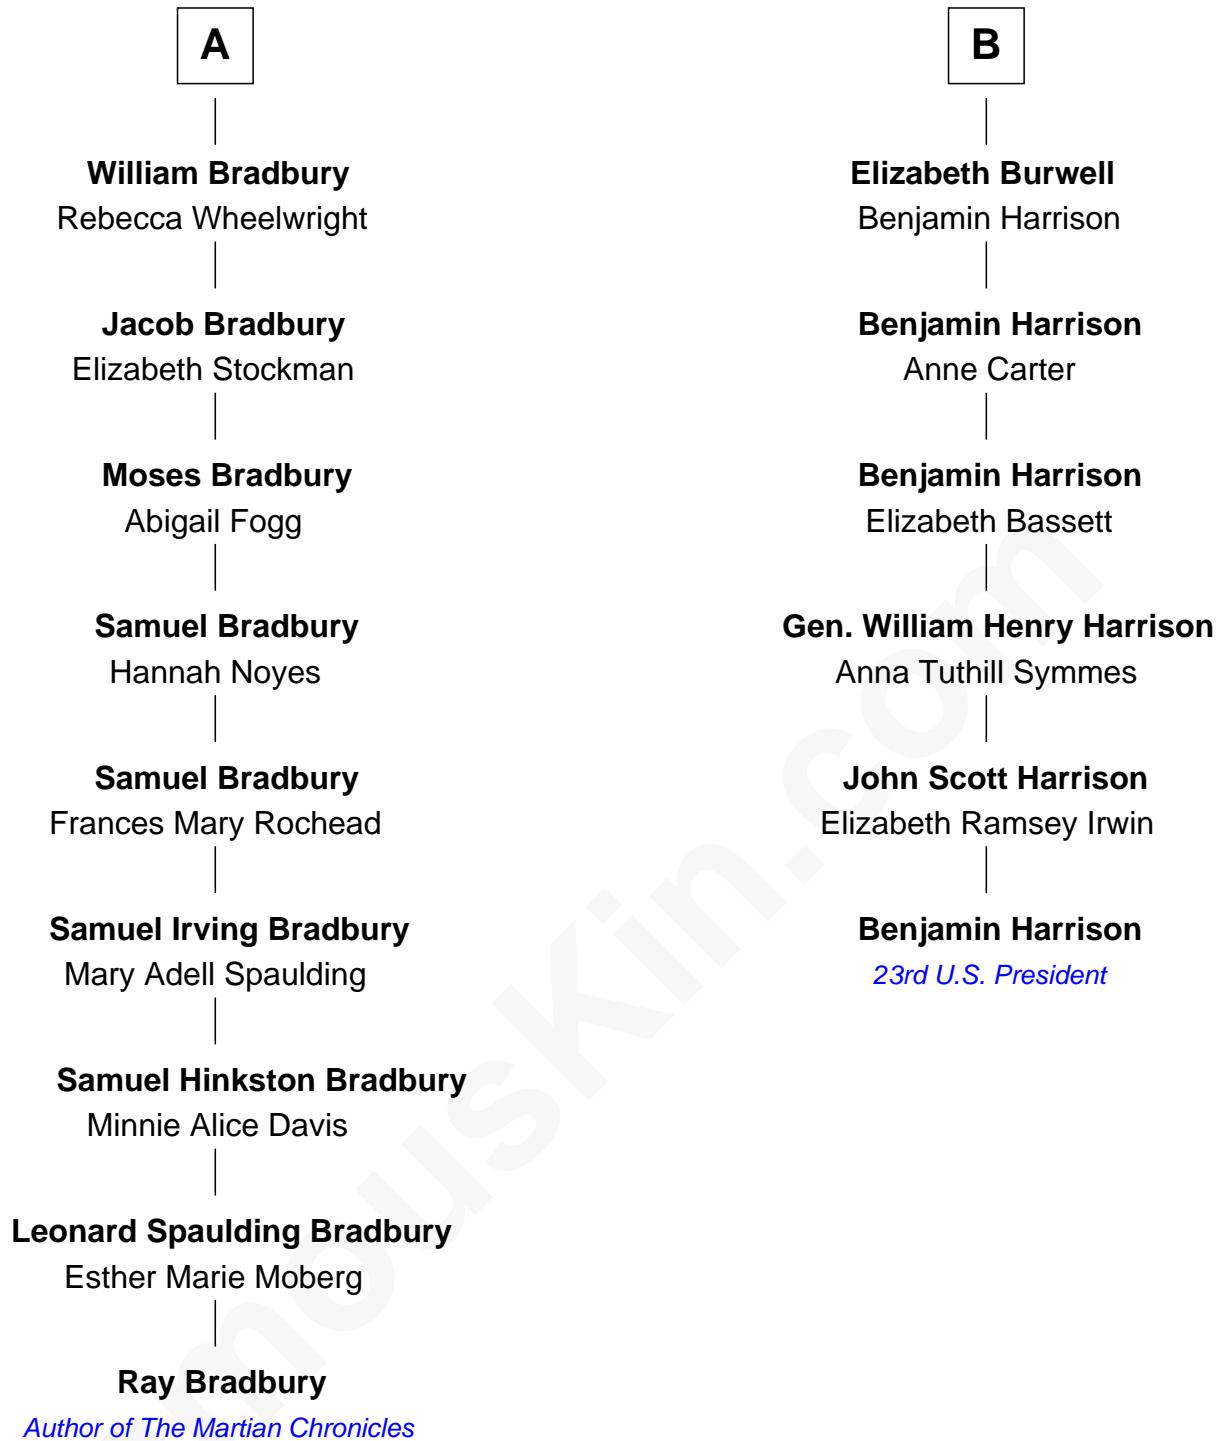 A
William Bradbury
Rebecca Wheelwright
Jacob Bradbury
Elizabeth Stockman
Moses Bradbury
Abigail Fogg
Samuel Bradbury
Hannah Noyes
Samuel Bradbury
Frances Mary Rochead
Samuel Irving Bradbury
Mary Adell Spaulding
Samuel Hinkston Bradbury
Minnie Alice Davis
Leonard Spaulding Bradbury
Esther Marie Moberg
Ray Bradbury
Author of The Martian Chronicles
B
Elizabeth Burwell
Benjamin Harrison
Benjamin Harrison
Anne Carter
Benjamin Harrison
Elizabeth Bassett
Gen. William Henry Harrison
Anna Tuthill Symmes
John Scott Harrison
Elizabeth Ramsey Irwin
Benjamin Harrison
23rd U.S. President
mousKin.com